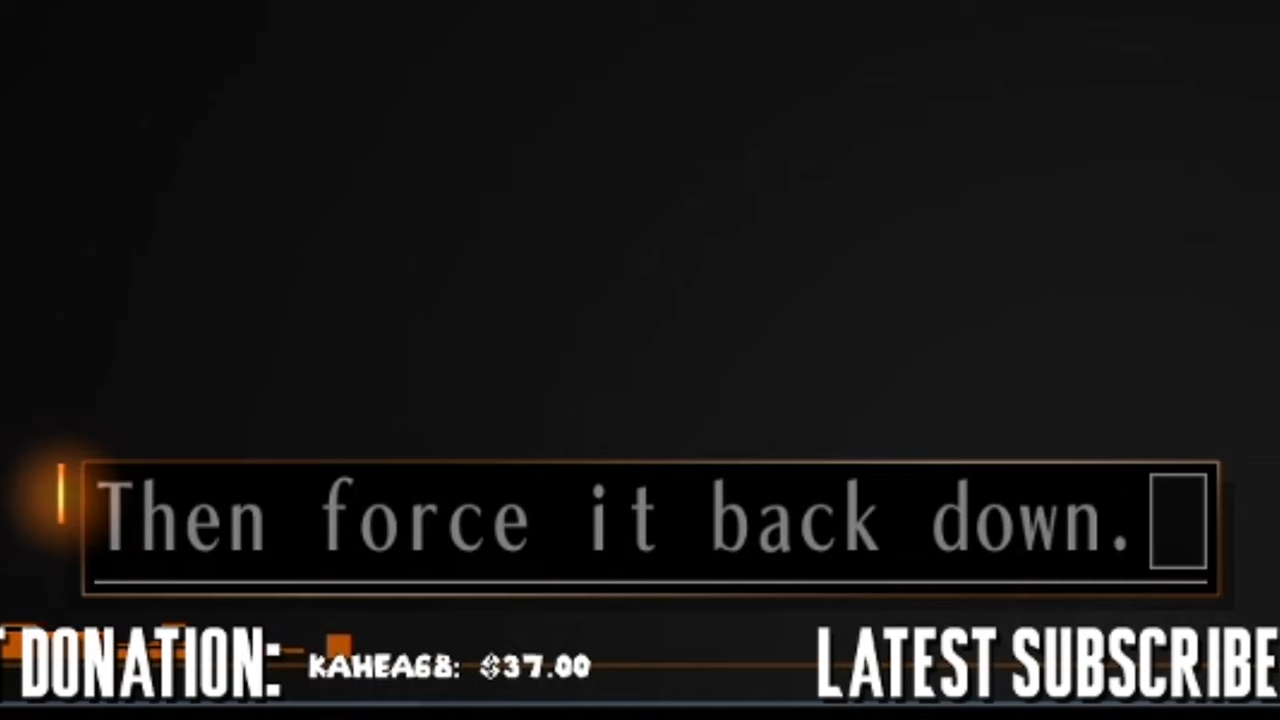 Then force it back down.
T DONATION: KAHEA68: $37.00
LATEST SUBSCRIBE